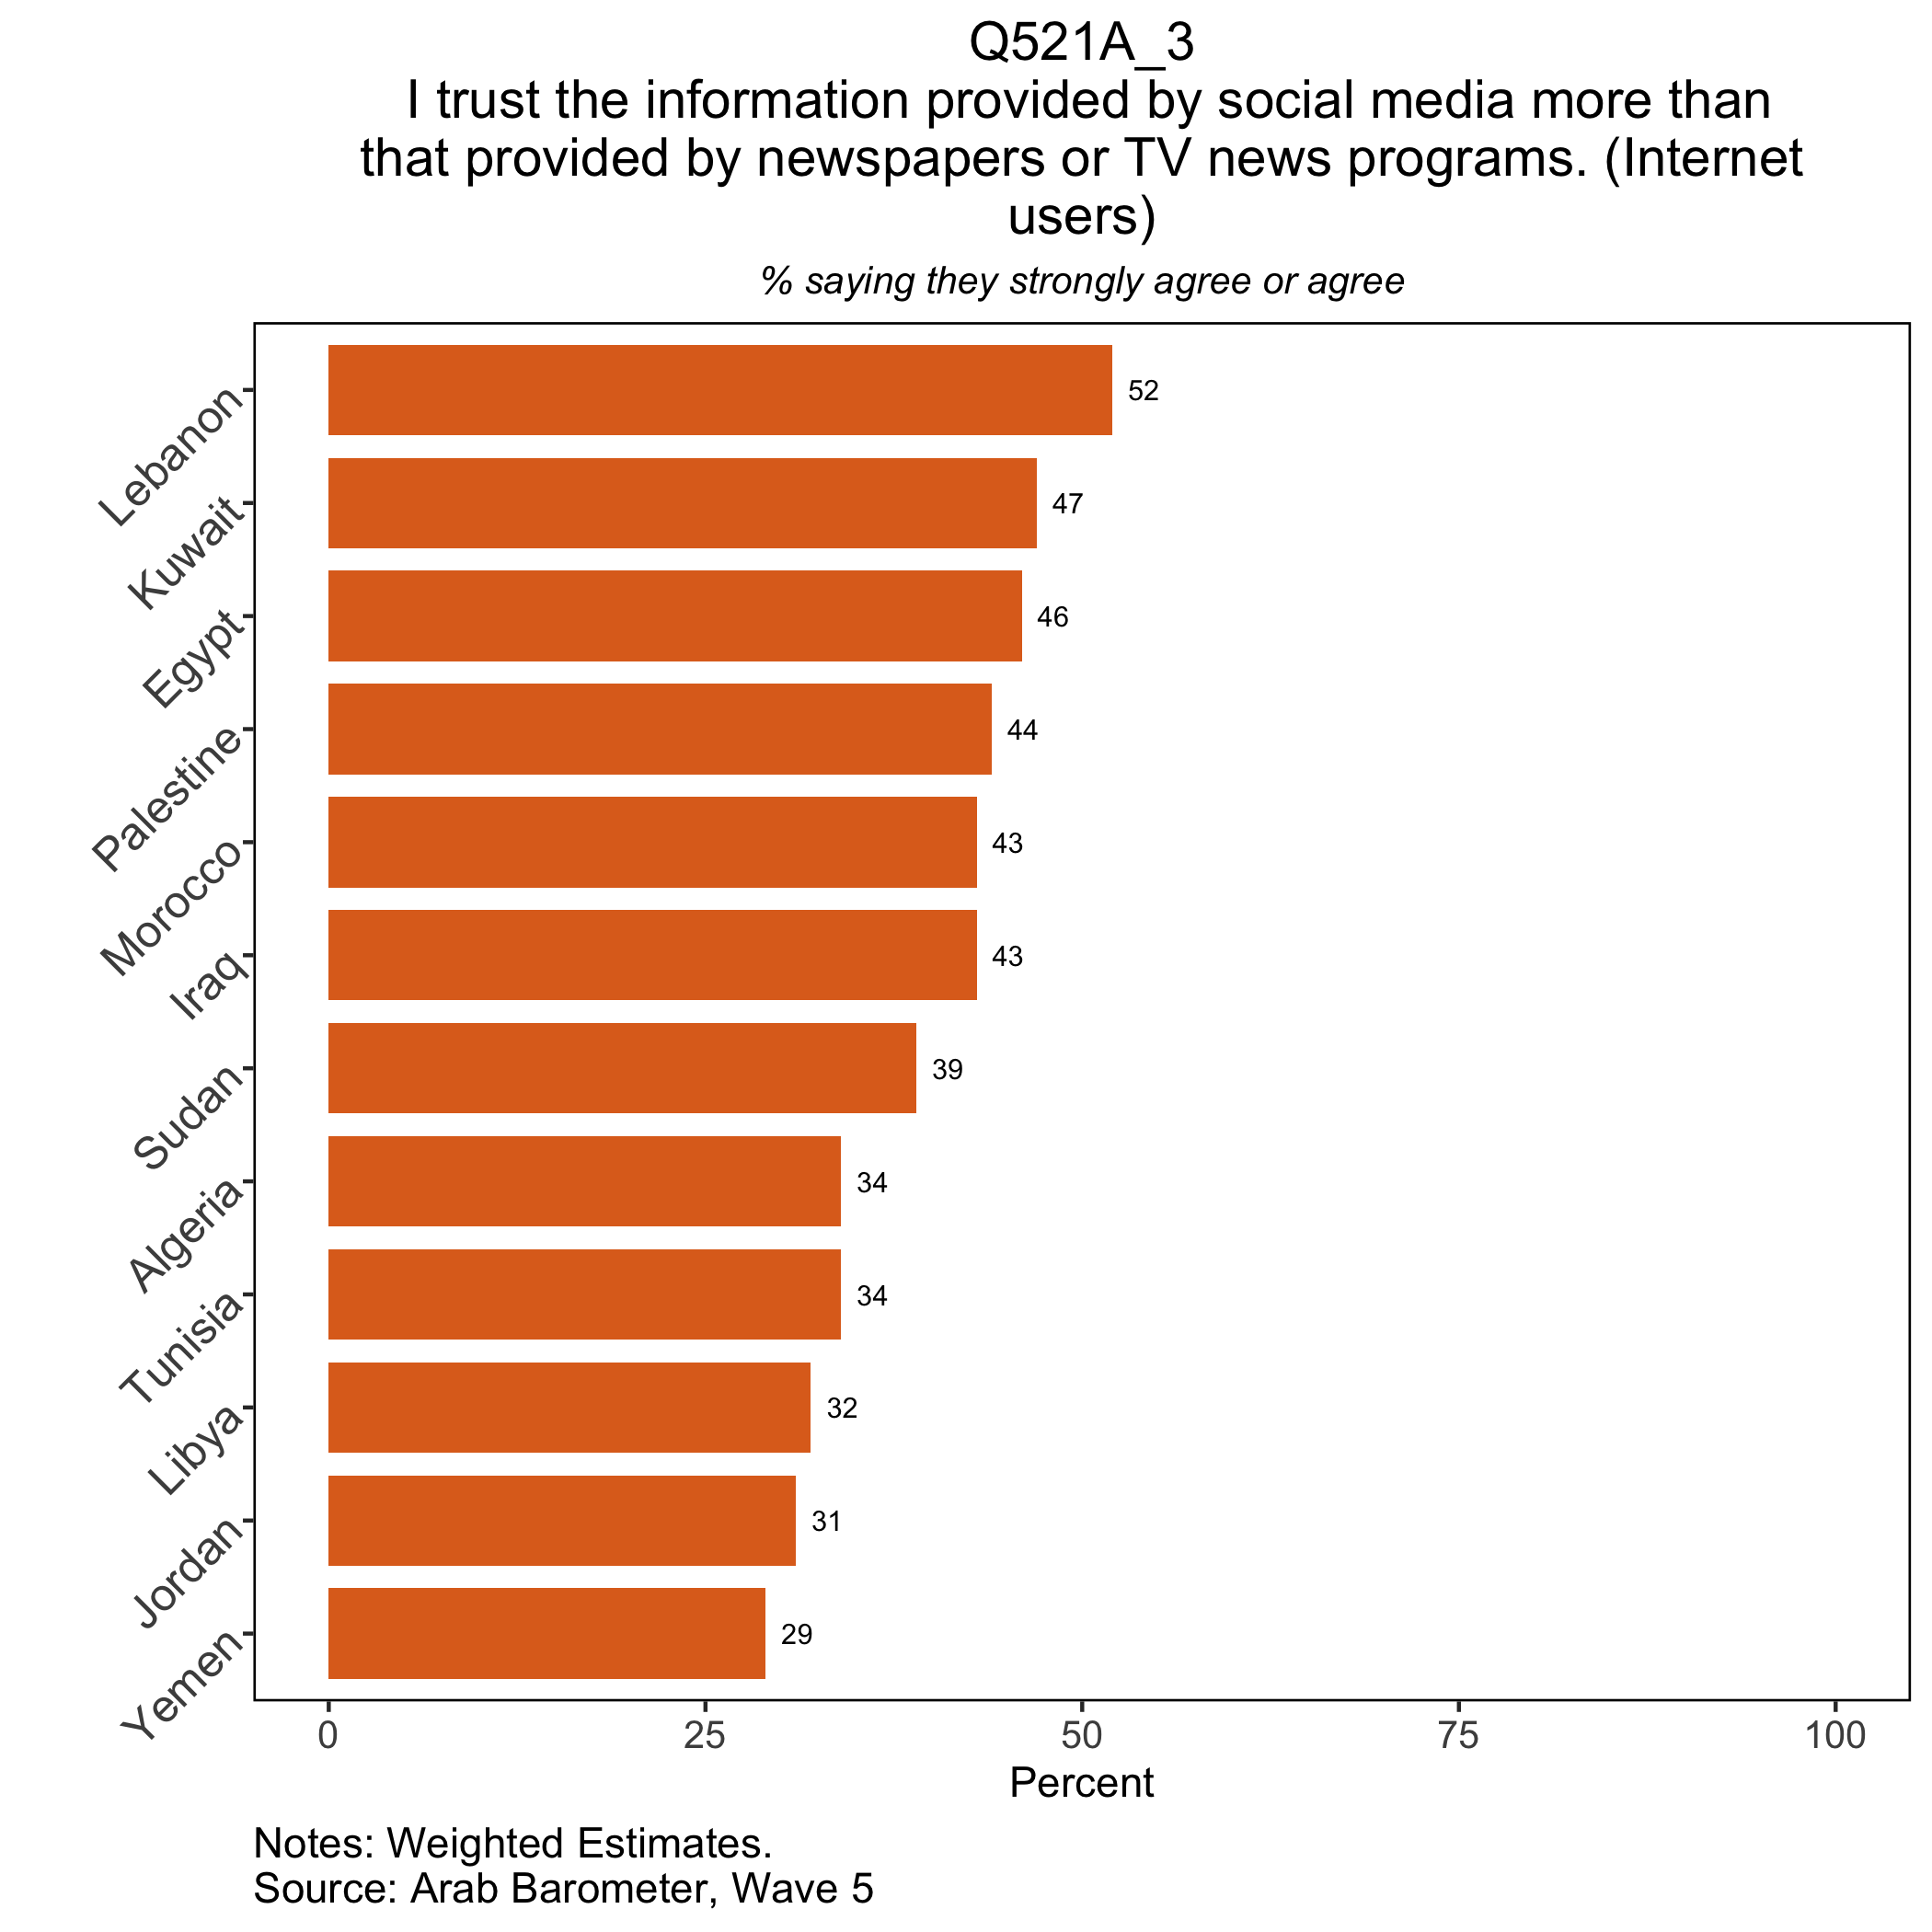 Q521A_3
I trust the information provided by social media more than
that provided by newspapers or TV news programs. (Internet
users)
% saying they strongly agree or agree
Lebanon 52
Kuwait 47
Egypt 46
Palestine 44
Morocco 43
Iraq 43
Sudan 39
Algeria 34
Tunisia 34
Libya 32
Jordan 31
Yemen 29
0 25 50 75 100
Percent
Notes: Weighted Estimates.
Source: Arab Barometer, Wave 5